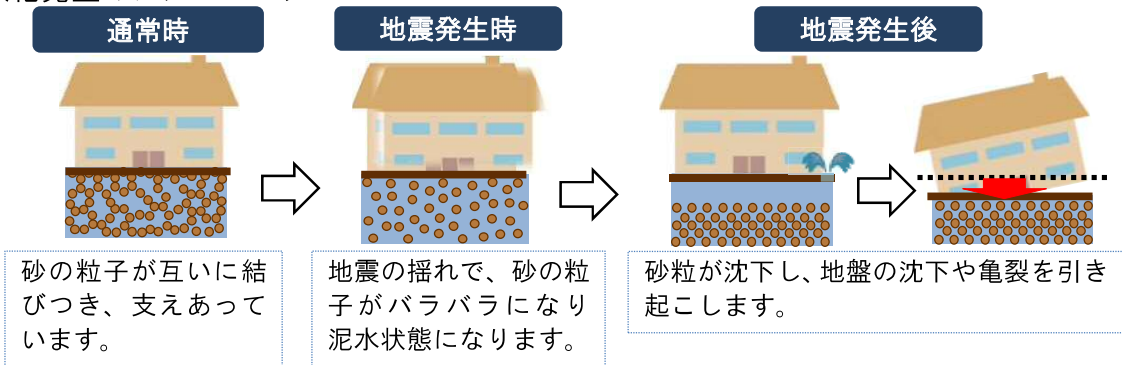 通常時
地震発生時
地震発生後
砂の粒子が互いに結
びつき、支えあって
います。
地震の揺れで、砂の粒
子がバラバラになり
泥水状態になります。
砂粒が沈下し、地盤の沈下や亀裂を引き
起こします。